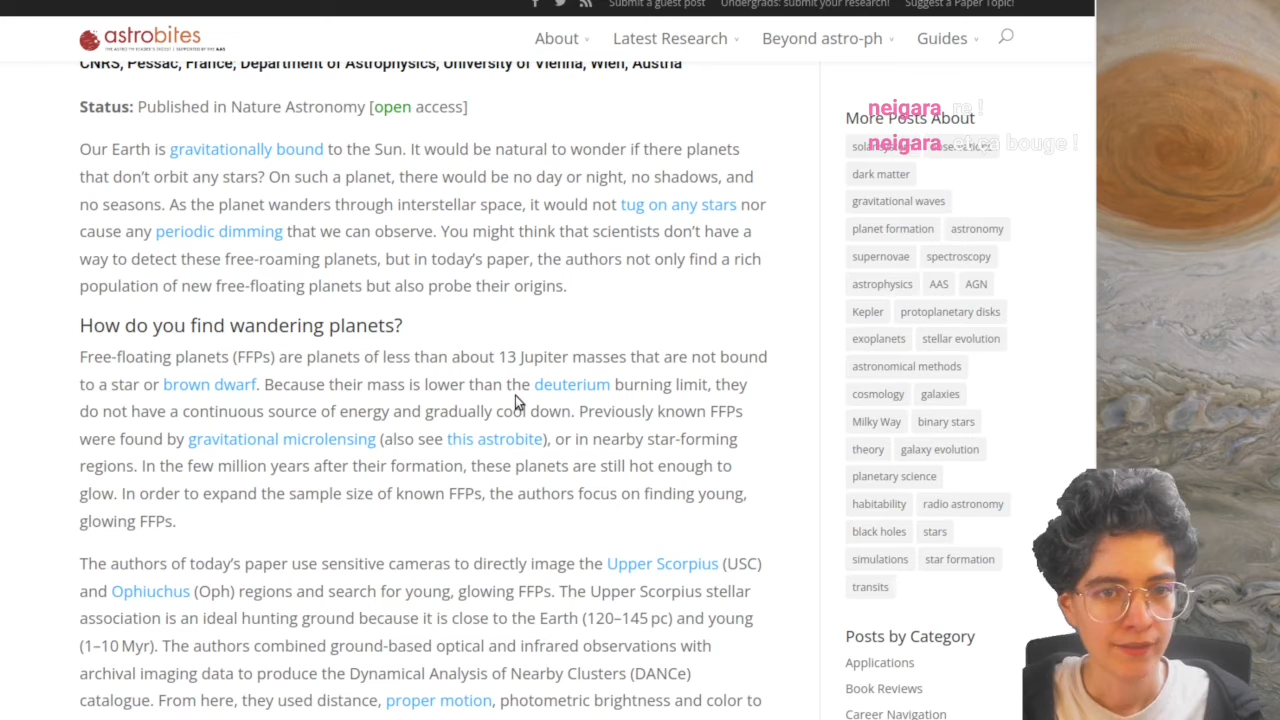 Submit a guest post Undergrads: submit your research! Suggest a Paper Topic!
astrobites
About Latest Research Beyond astro-ph Guides
CNRS, Pessac, France; Department of Astrophysics, University of Vienna, Wien, Austria
Status: Published in Nature Astronomy [open access]
Our Earth is gravitationally bound to the Sun. It would be natural to wonder if there planets
that don't orbit any stars? On such a planet, there would be no day or night, no shadows, and
no seasons. As the planet wanders through interstellar space, it would not tug on any stars nor
cause any periodic dimming that we can observe. You might think that scientists don't have a
way to detect these free-roaming planets, but in today's paper, the authors not only find a rich
population of new free-floating planets but also probe their origins.
How do you find wandering planets?
Free-floating planets (FFPs) are planets of less than about 13 Jupiter masses that are not bound
to a star or brown dwarf. Because their mass is lower than the deuterium burning limit, they
do not have a continuous source of energy and gradually cool down. Previously known FFPs
were found by gravitational microlensing (also see this astrobite), or in nearby star-forming
regions. In the few million years after their formation, these planets are still hot enough to
glow. In order to expand the sample size of known FFPs, the authors focus on finding young,
glowing FFPs.
The authors of today's paper use sensitive cameras to directly image the Upper Scorpius (USC)
and Ophiuchus (Oph) regions and search for young, glowing FFPs. The Upper Scorpius stellar
association is an ideal hunting ground because it is close to the Earth (120–145 pc) and young
(1–10 Myr). The authors combined ground-based optical and infrared observations with
archival imaging data to produce the Dynamical Analysis of Nearby Clusters (DANCe)
catalogue. From here, they used distance, proper motion, photometric brightness and color to
neigara re !
More Posts About
neigara et ça bouge !
dark matter
gravitational waves
planet formation astronomy
supernovae spectroscopy
astrophysics AAS AGN
Kepler protoplanetary disks
exoplanets stellar evolution
astronomical methods
cosmology galaxies
Milky Way binary stars
theory galaxy evolution
planetary science
habitability radio astronomy
black holes stars
simulations star formation
transits
Posts by Category
Applications
Book Reviews
Career Navigation